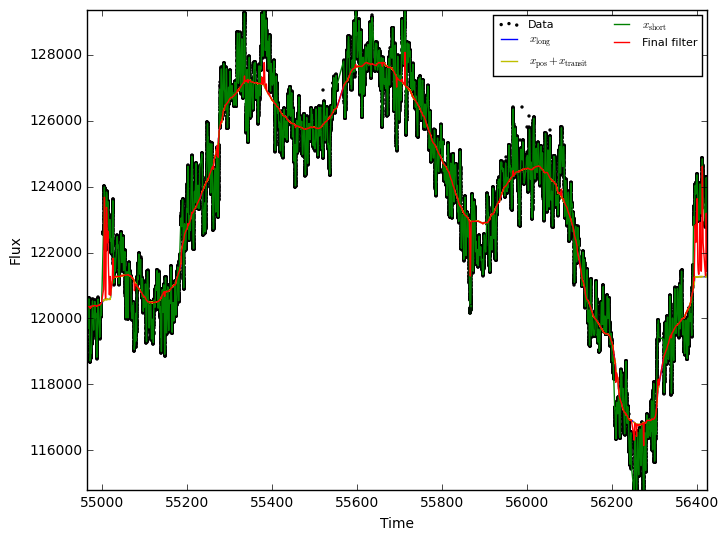 128000
126000
124000
122000
120000
118000
116000
Flux
Data
x_long
x_pos + x_transit
x_short
Final filter
55000 55200 55400 55600 55800 56000 56200 56400
Time